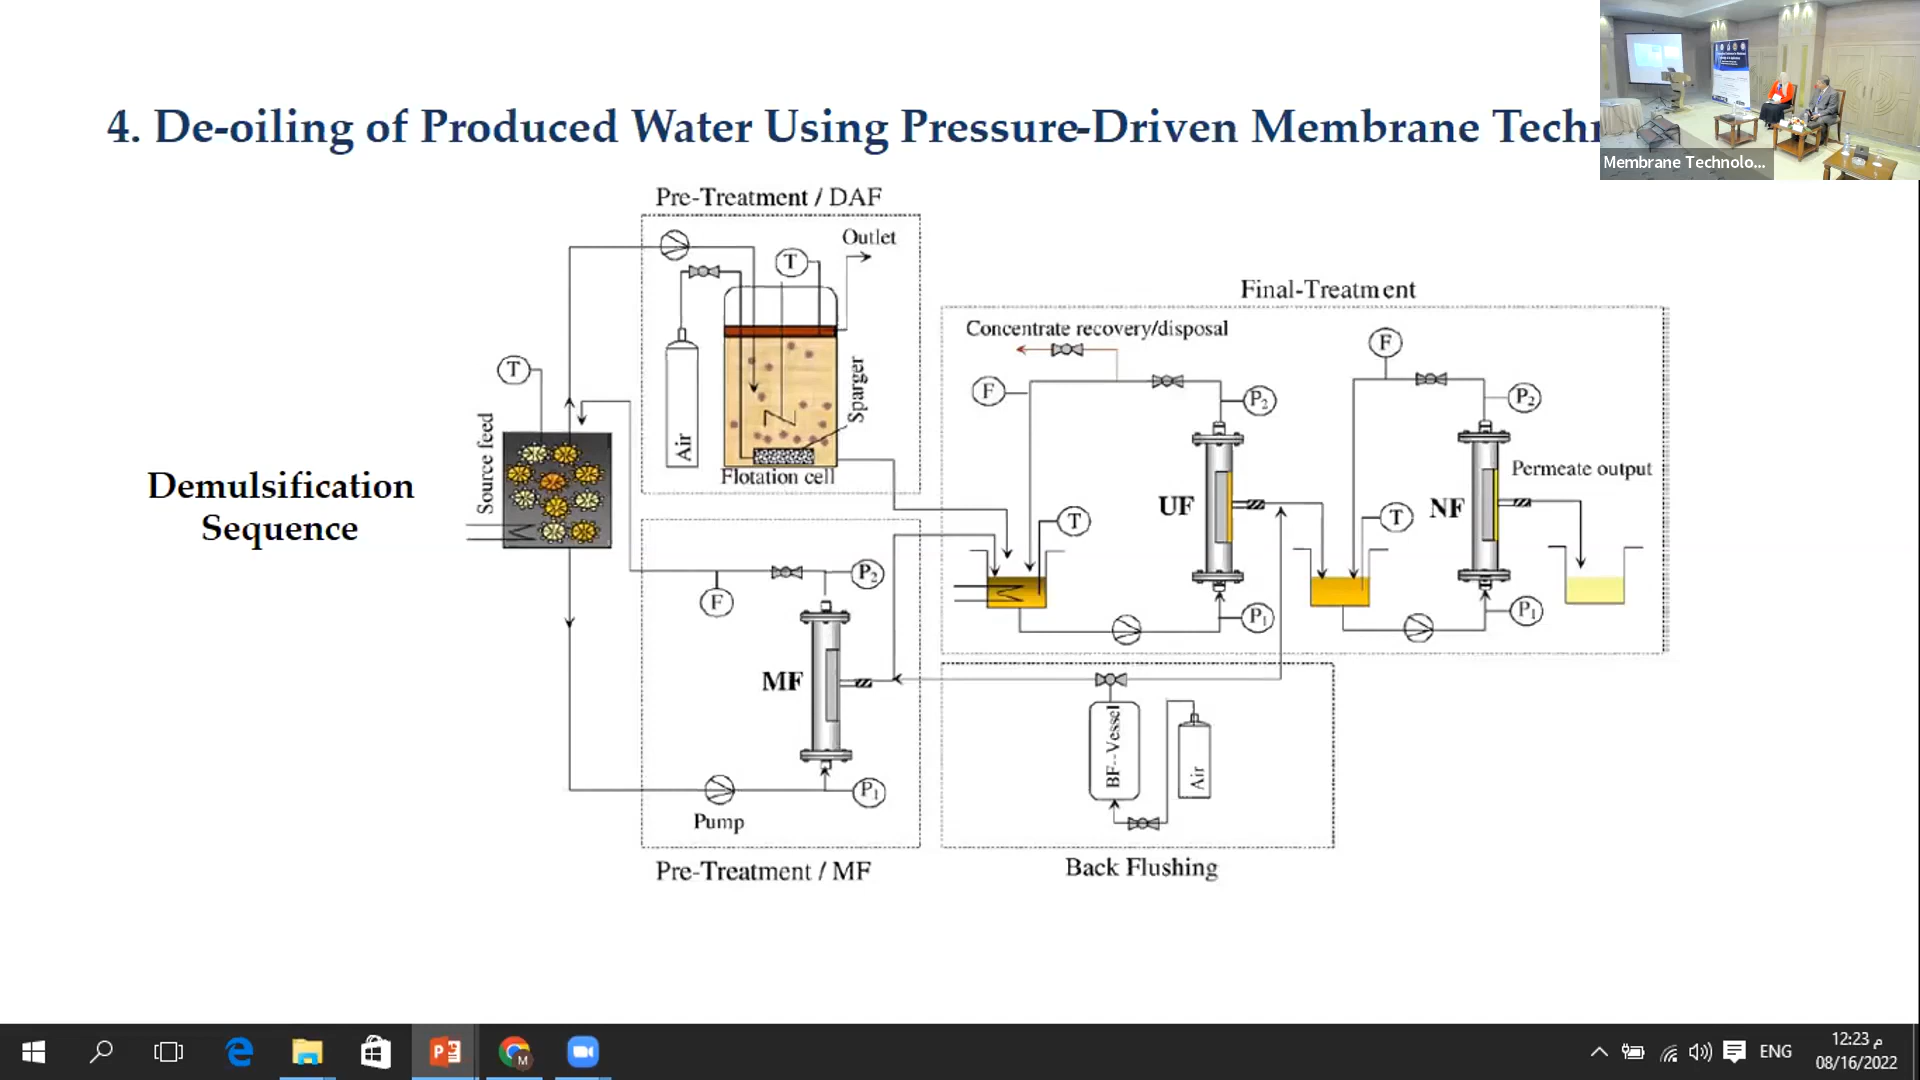 4. De-oiling of Produced Water Using Pressure-Driven Membrane
Membrane Technolo...
Pre-Treatment / DAF
Outlet
T
Final-Treatment
Concentrate recovery/disposal
F
T
F
P2
P2
Sparger
Air
Source feed
Flotation cell
Permeate output
Demulsification
Sequence
UF
NF
T
T
P2
F
P1
P1
MF
BF--Vessel
Air
P1
Pump
Pre-Treatment / MF
Back Flushing
M
ENG
12:23 م
08/16/2022